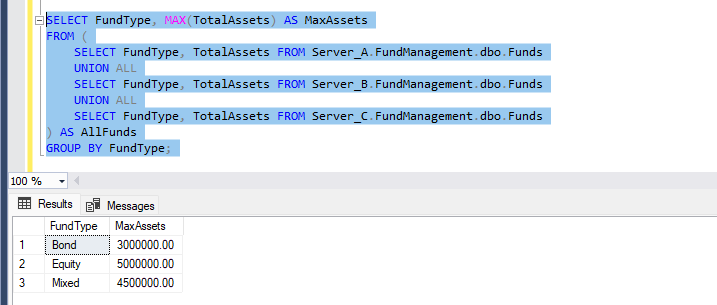 SELECT FundType, MAX(TotalAssets) AS MaxAssets
FROM (
SELECT FundType, TotalAssets FROM Server_A.FundManagement.dbo.Funds
UNION ALL
SELECT FundType, TotalAssets FROM Server_B.FundManagement.dbo.Funds
UNION ALL
SELECT FundType, TotalAssets FROM Server_C.FundManagement.dbo.Funds
) AS AllFunds
GROUP BY FundType;
100 %
Results Messages
FundType MaxAssets
1 Bond 3000000.00
2 Equity 5000000.00
3 Mixed 4500000.00